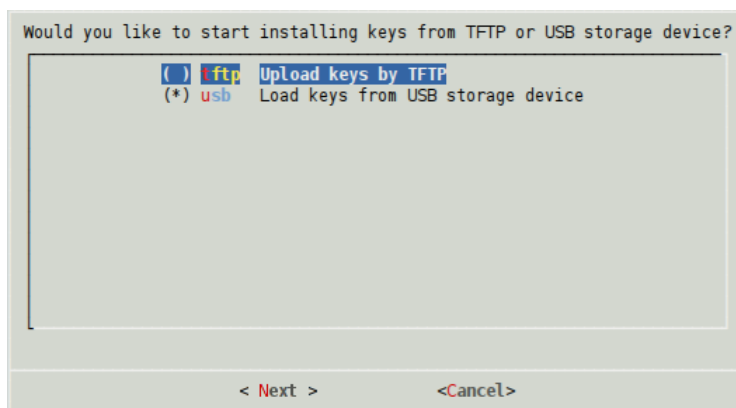 Would you like to start installing keys from TFTP or USB storage device?
( ) tftp Upload keys by TFTP
(*) usb Load keys from USB storage device
< Next > <Cancel>